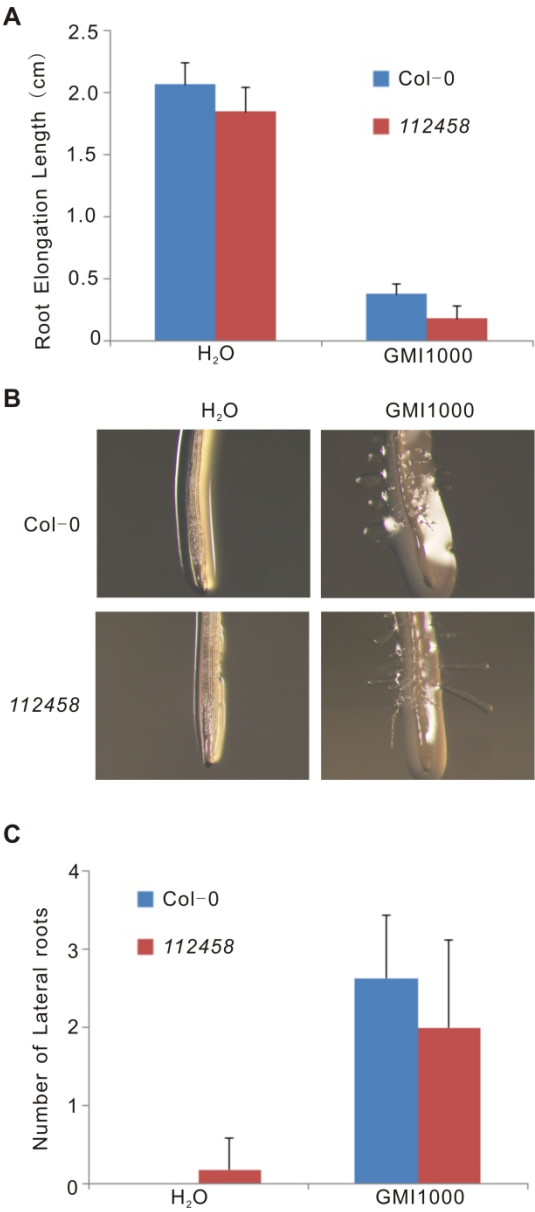 A
Root Elongation Length (cm)
2.5
2.0
1.5
1.0
0.5
0
Col-0
112458
H₂O
GMI1000
B
H₂O
GMI1000
Col-0
112458
C
Number of Lateral roots
4
3
2
1
0
Col-0
112458
H₂O
GMI1000